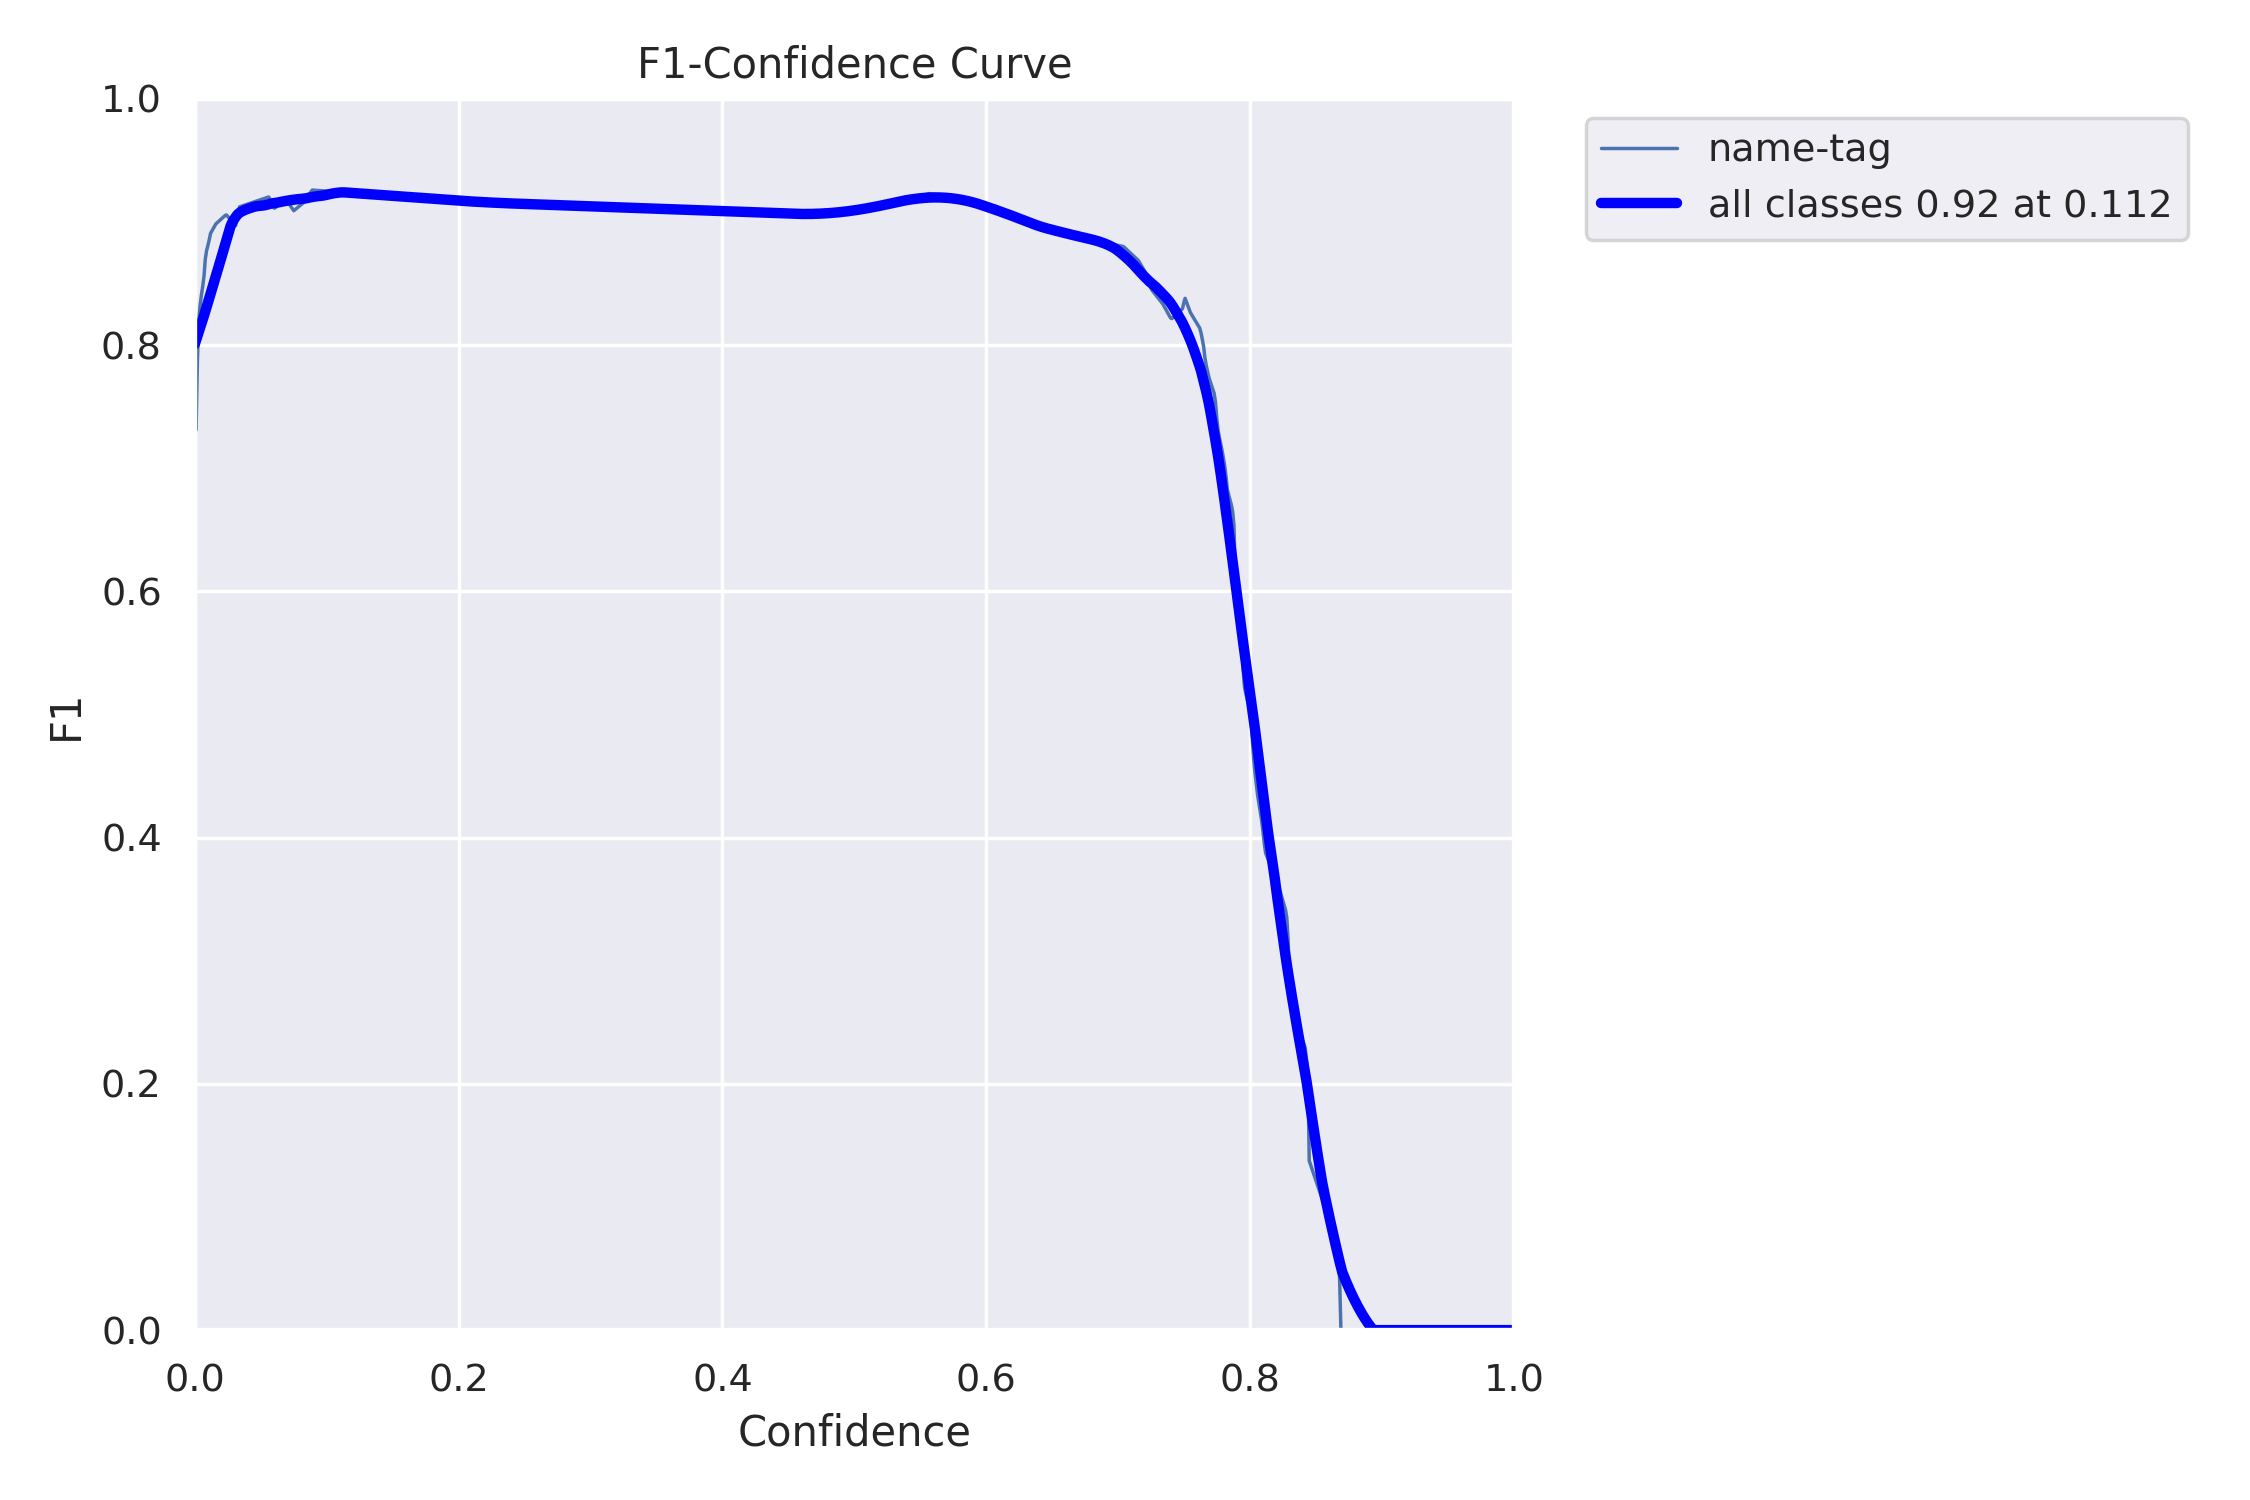 F1-Confidence Curve
1.0
0.8
0.6
0.4
0.2
0.0
F1
0.0 0.2 0.4 0.6 0.8 1.0
Confidence
name-tag
all classes 0.92 at 0.112